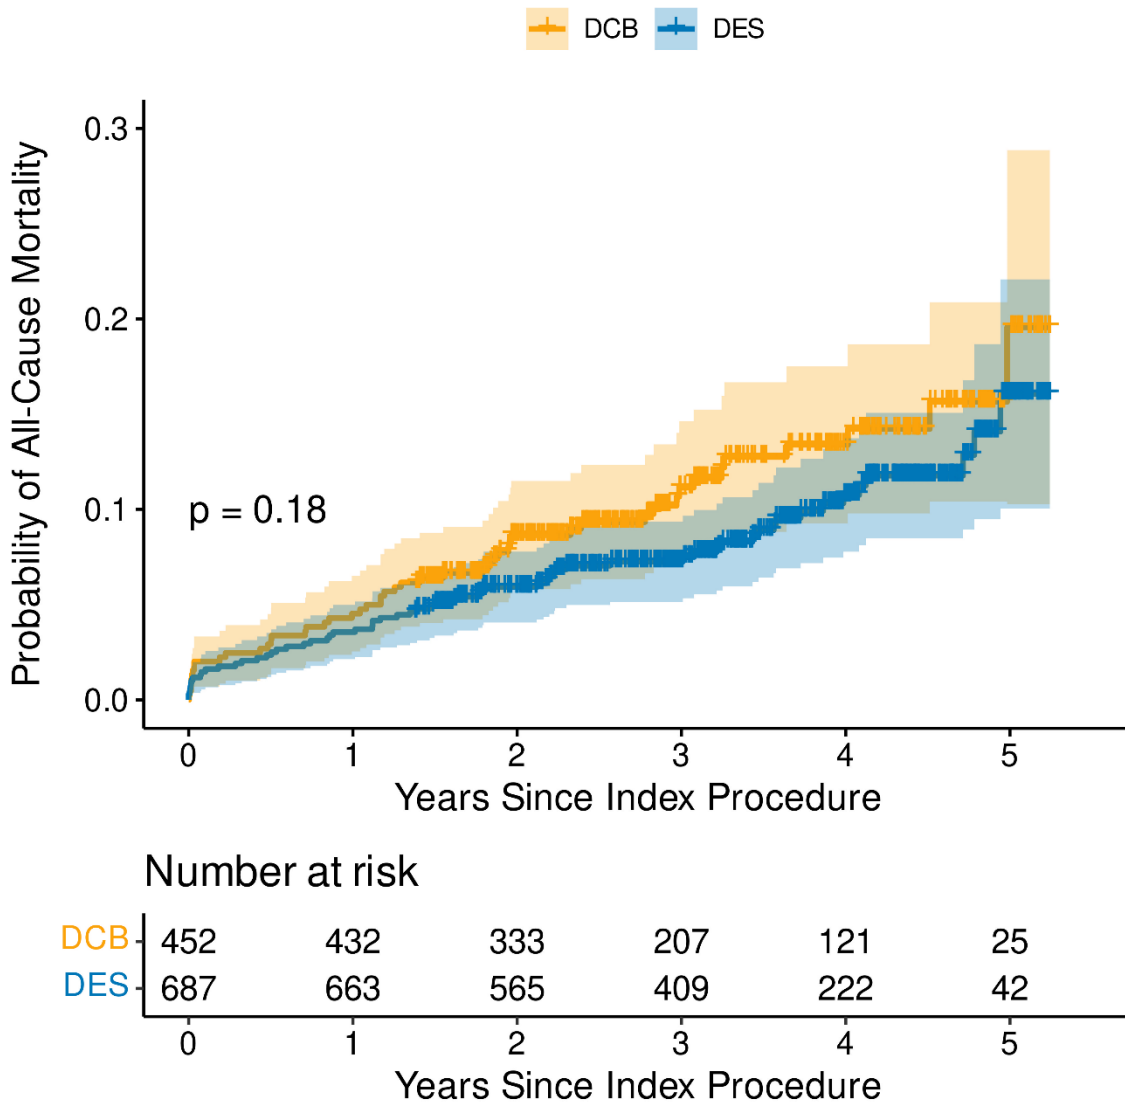 DCB DES
Probability of All-Cause Mortality
0.3
0.2
0.1
0.0
p = 0.18
0 1 2 3 4 5
Years Since Index Procedure
Number at risk
DCB 452 432 333 207 121 25
DES 687 663 565 409 222 42
0 1 2 3 4 5
Years Since Index Procedure